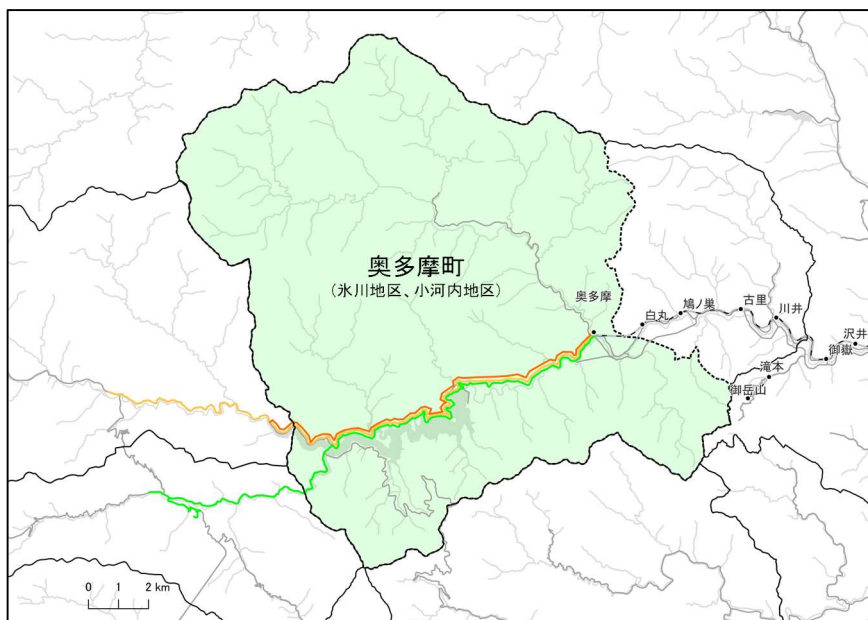 奥多摩町
(氷川地区、小河内地区)
奥多摩
白丸
鳩ノ巣
古里
川井
沢井
御嶽
滝本
御岳山
0 1 2 km